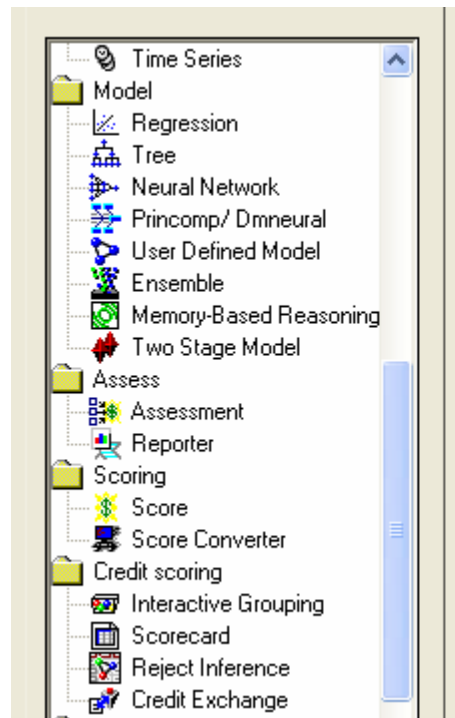 Time Series
Model
Regression
Tree
Neural Network
Princomp/ Dmneural
User Defined Model
Ensemble
Memory-Based Reasoning
Two Stage Model
Assess
Assessment
Reporter
Scoring
Score
Score Converter
Credit scoring
Interactive Grouping
Scorecard
Reject Inference
Credit Exchange